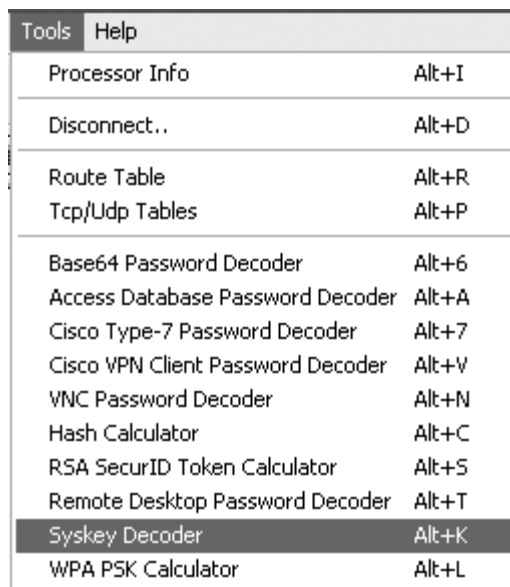 Tools Help
Processor Info Alt+I
Disconnect.. Alt+D
Route Table Alt+R
Tcp/Udp Tables Alt+P
Base64 Password Decoder Alt+6
Access Database Password Decoder Alt+A
Cisco Type-7 Password Decoder Alt+7
Cisco VPN Client Password Decoder Alt+V
VNC Password Decoder Alt+N
Hash Calculator Alt+C
RSA SecurID Token Calculator Alt+S
Remote Desktop Password Decoder Alt+T
Syskey Decoder Alt+K
WPA PSK Calculator Alt+L